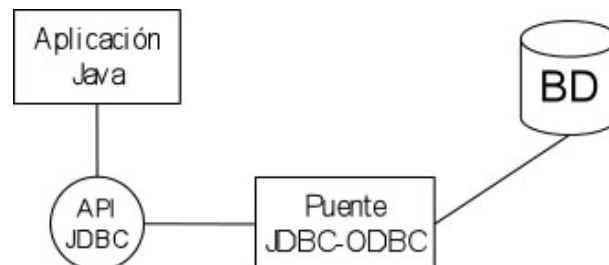 Aplicación
Java
BD
API
JDBC
Puente
JDBC-ODBC